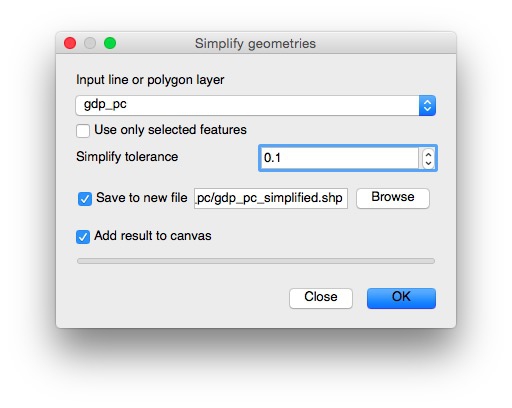 Simplify geometries
Input line or polygon layer
gdp_pc
Use only selected features
Simplify tolerance 0.1
Save to new file pc/gdp_pc_simplified.shp Browse
Add result to canvas
Close OK